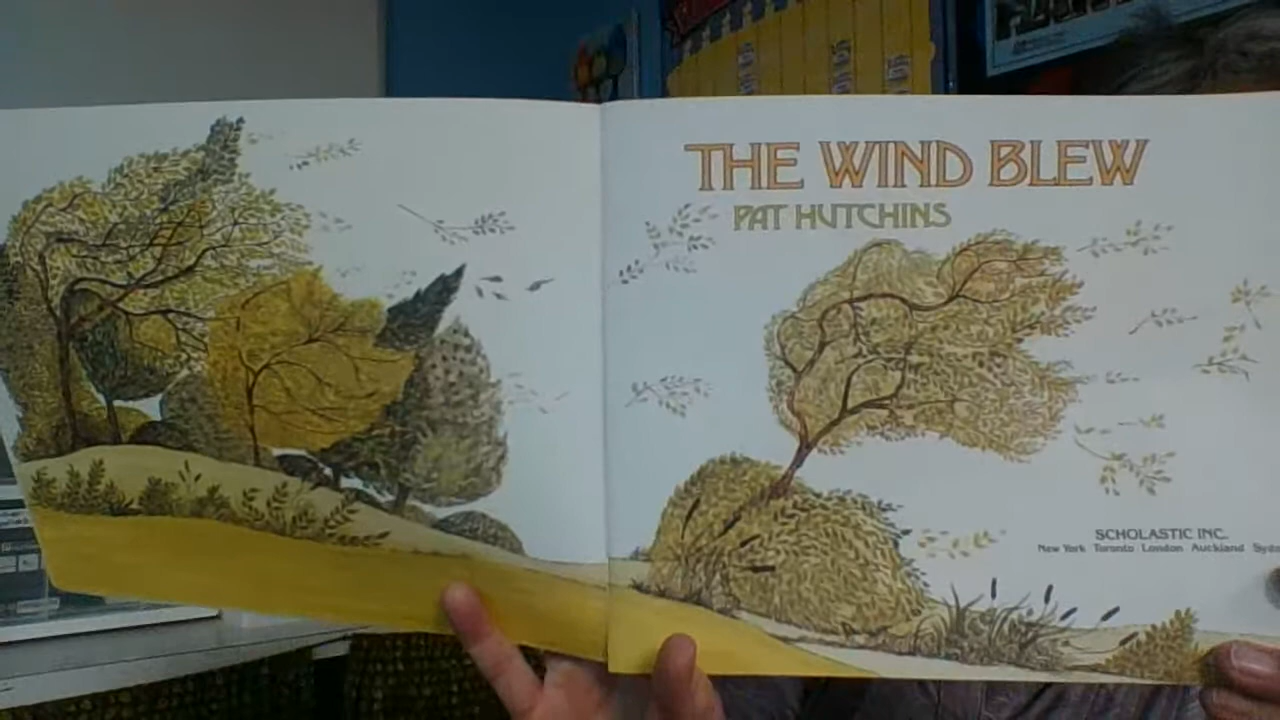 THE WIND BLEW
PAT HUTCHINS
SCHOLASTIC INC.
New York Toronto London Auckland